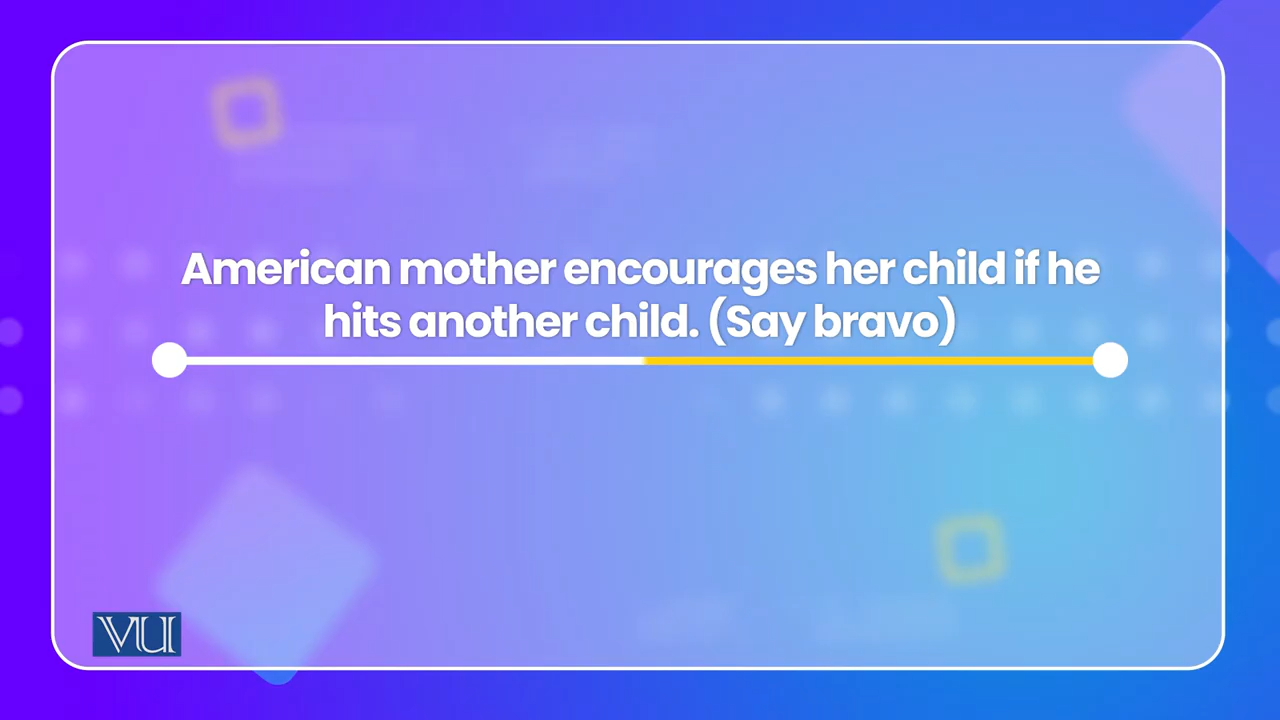 American mother encourages her child if he
hits another child. (Say bravo)
VU